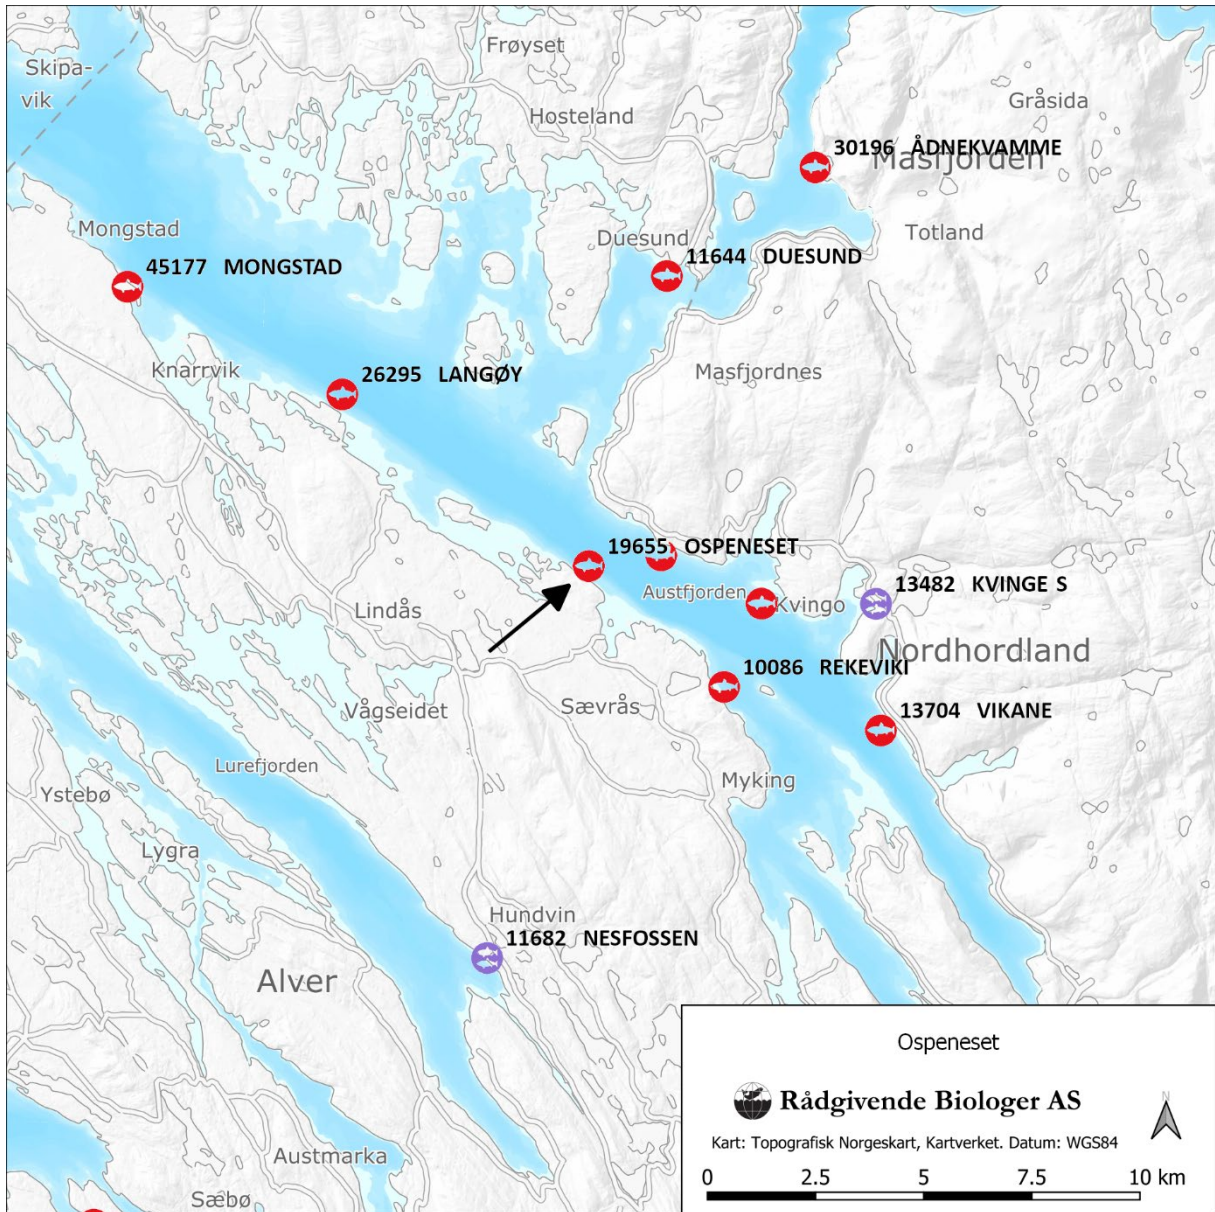 Frøyset
Skipa-
vik
Gråsida
Hosteland
30196 ÅDNEKVAMME
Masfjorden
Mongstad
Duesund
Totland
11644 DUESUND
45177 MONGSTAD
Knarrvik
26295 LANGØY
Masfjordnes
19655 OSPENESET
Austfjorden
13482 KVINGE S
Kvingo
Lindås
Nordhordland
10086 REKEVIKI
Sævrås
Vågseidet
13704 VIKANE
Lurefjorden
Myking
Ystebø
Lygra
Hundvin
11682 NESFOSSEN
Alver
Ospeneset
Rådgivende Biologer AS
N
Kart: Topografisk Norgeskart, Kartverket. Datum: WGS84
Austmarka
0 2.5 5 7.5 10 km
Sæbø